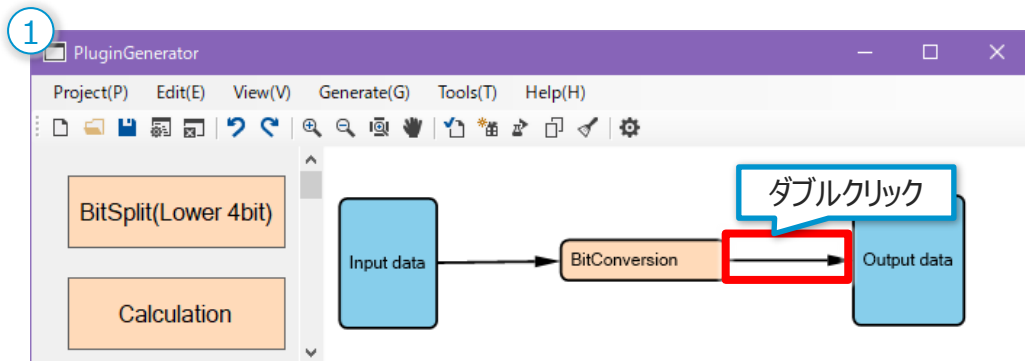 1
PluginGenerator
Project(P) Edit(E) View(V) Generate(G) Tools(T) Help(H)
ダブルクリック
BitSplit(Lower 4bit)
Input data
BitConversion
Output data
Calculation